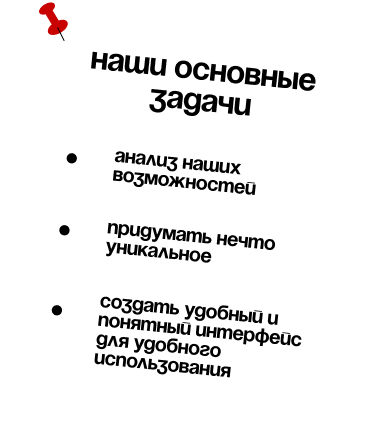 наши основные
задачи
анализ наших
возможностей
придумать нечто
уникальное
создать удобный и
понятный интерфейс
для удобного
использования